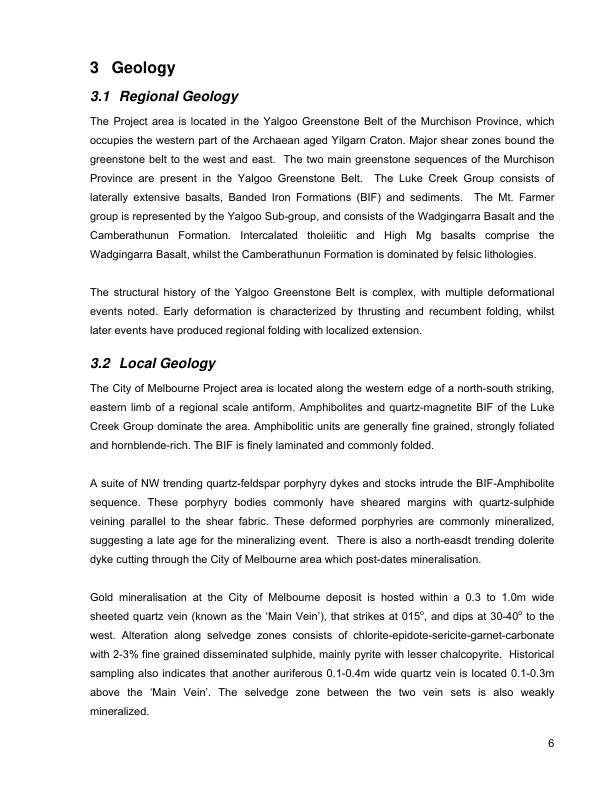 3 Geology
3.1 Regional Geology
The Project area is located in the Yalgoo Greenstone Belt of the Murchison Province, which
occupies the western part of the Archaean aged Yilgarn Craton. Major shear zones bound the
greenstone belt to the west and east. The two main greenstone sequences of the Murchison
Province are present in the Yalgoo Greenstone Belt. The Luke Creek Group consists of
laterally extensive basalts, Banded Iron Formations (BIF) and sediments. The Mt. Farmer
group is represented by the Yalgoo Sub-group, and consists of the Wadgingarra Basalt and the
Camberathunun Formation. Intercalated tholeiitic and High Mg basalts comprise the
Wadgingarra Basalt, whilst the Camberathunun Formation is dominated by felsic lithologies.
The structural history of the Yalgoo Greenstone Belt is complex, with multiple deformational
events noted. Early deformation is characterized by thrusting and recumbent folding, whilst
later events have produced regional folding with localized extension.
3.2 Local Geology
The City of Melbourne Project area is located along the western edge of a north-south striking,
eastern limb of a regional scale antiform. Amphibolites and quartz-magnetite BIF of the Luke
Creek Group dominate the area. Amphibolitic units are generally fine grained, strongly foliated
and hornblende-rich. The BIF is finely laminated and commonly folded.
A suite of NW trending quartz-feldspar porphyry dykes and stocks intrude the BIF-Amphibolite
sequence. These porphyry bodies commonly have sheared margins with quartz-sulphide
veining parallel to the shear fabric. These deformed porphyries are commonly mineralized,
suggesting a late age for the mineralizing event. There is also a north-easdt trending dolerite
dyke cutting through the City of Melbourne area which post-dates mineralisation.
Gold mineralisation at the City of Melbourne deposit is hosted within a 0.3 to 1.0m wide
sheeted quartz vein (known as the ‘Main Vein’), that strikes at 015°, and dips at 30-40° to the
west. Alteration along selvedge zones consists of chlorite-epidote-sericite-garnet-carbonate
with 2-3% fine grained disseminated sulphide, mainly pyrite with lesser chalcopyrite. Historical
sampling also indicates that another auriferous 0.1-0.4m wide quartz vein is located 0.1-0.3m
above the ‘Main Vein’. The selvedge zone between the two vein sets is also weakly
mineralized.
6